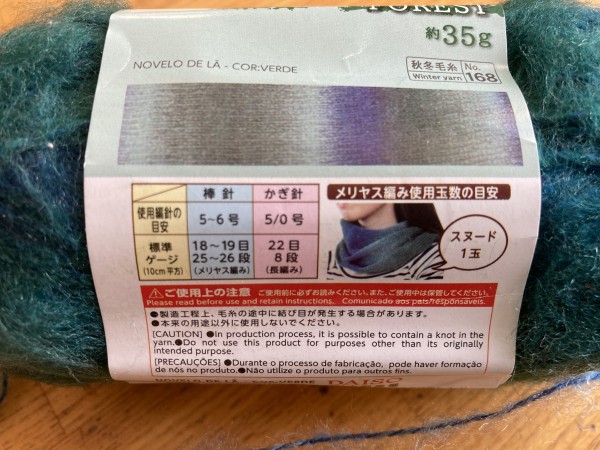 FOREST
約35g
NOVELO DE LÃ - COR:VERDE
秋冬毛糸 No.
Winter yarn 168
棒針 かぎ針
使用編針の目安 5~6号 5/0号
標準ゲージ(10cm平方) 18~19目 25~26段 (メリヤス編み) 22目 8段 (長編み)
メリヤス編み使用玉数の目安
スヌード
1玉
ご使用上の注意 ご使用前に必ずお読みください。また、ご使用中は保管してください。
Please read before use and retain instructions. Comunicado aos pais/responsáveis.
●製造工程上、毛糸の途中に結び目が発生する場合があります。
●本来の用途以外に使用しないでください。
[CAUTION] ●In production process, it is possible to contain a knot in the
yarn.●Do not use this product for purposes other than its originally
intended purpose.
[PRECAUÇÕES] ●Durante o processo de fabricação, pode haver formação
de nós no produto.●Não utilize o produto para outros fins.
NOVELO DE LÃ - COR:VERDE DAISO